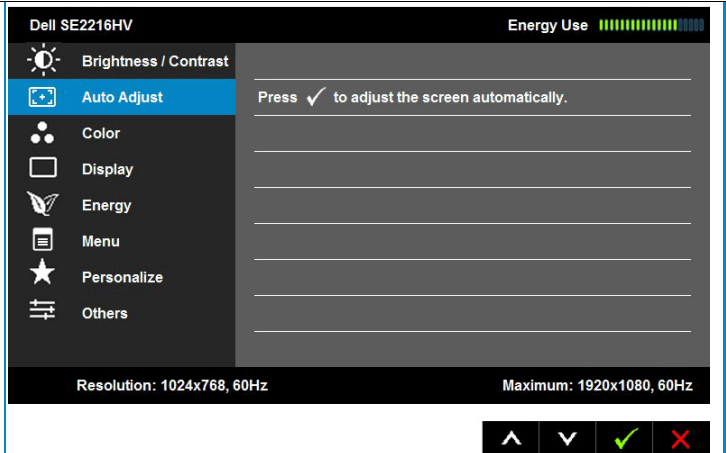 Dell SE2216HV Energy Use
Brightness / Contrast
Auto Adjust Press ✓ to adjust the screen automatically.
Color
Display
Energy
Menu
Personalize
Others
Resolution: 1024x768, 60Hz Maximum: 1920x1080, 60Hz